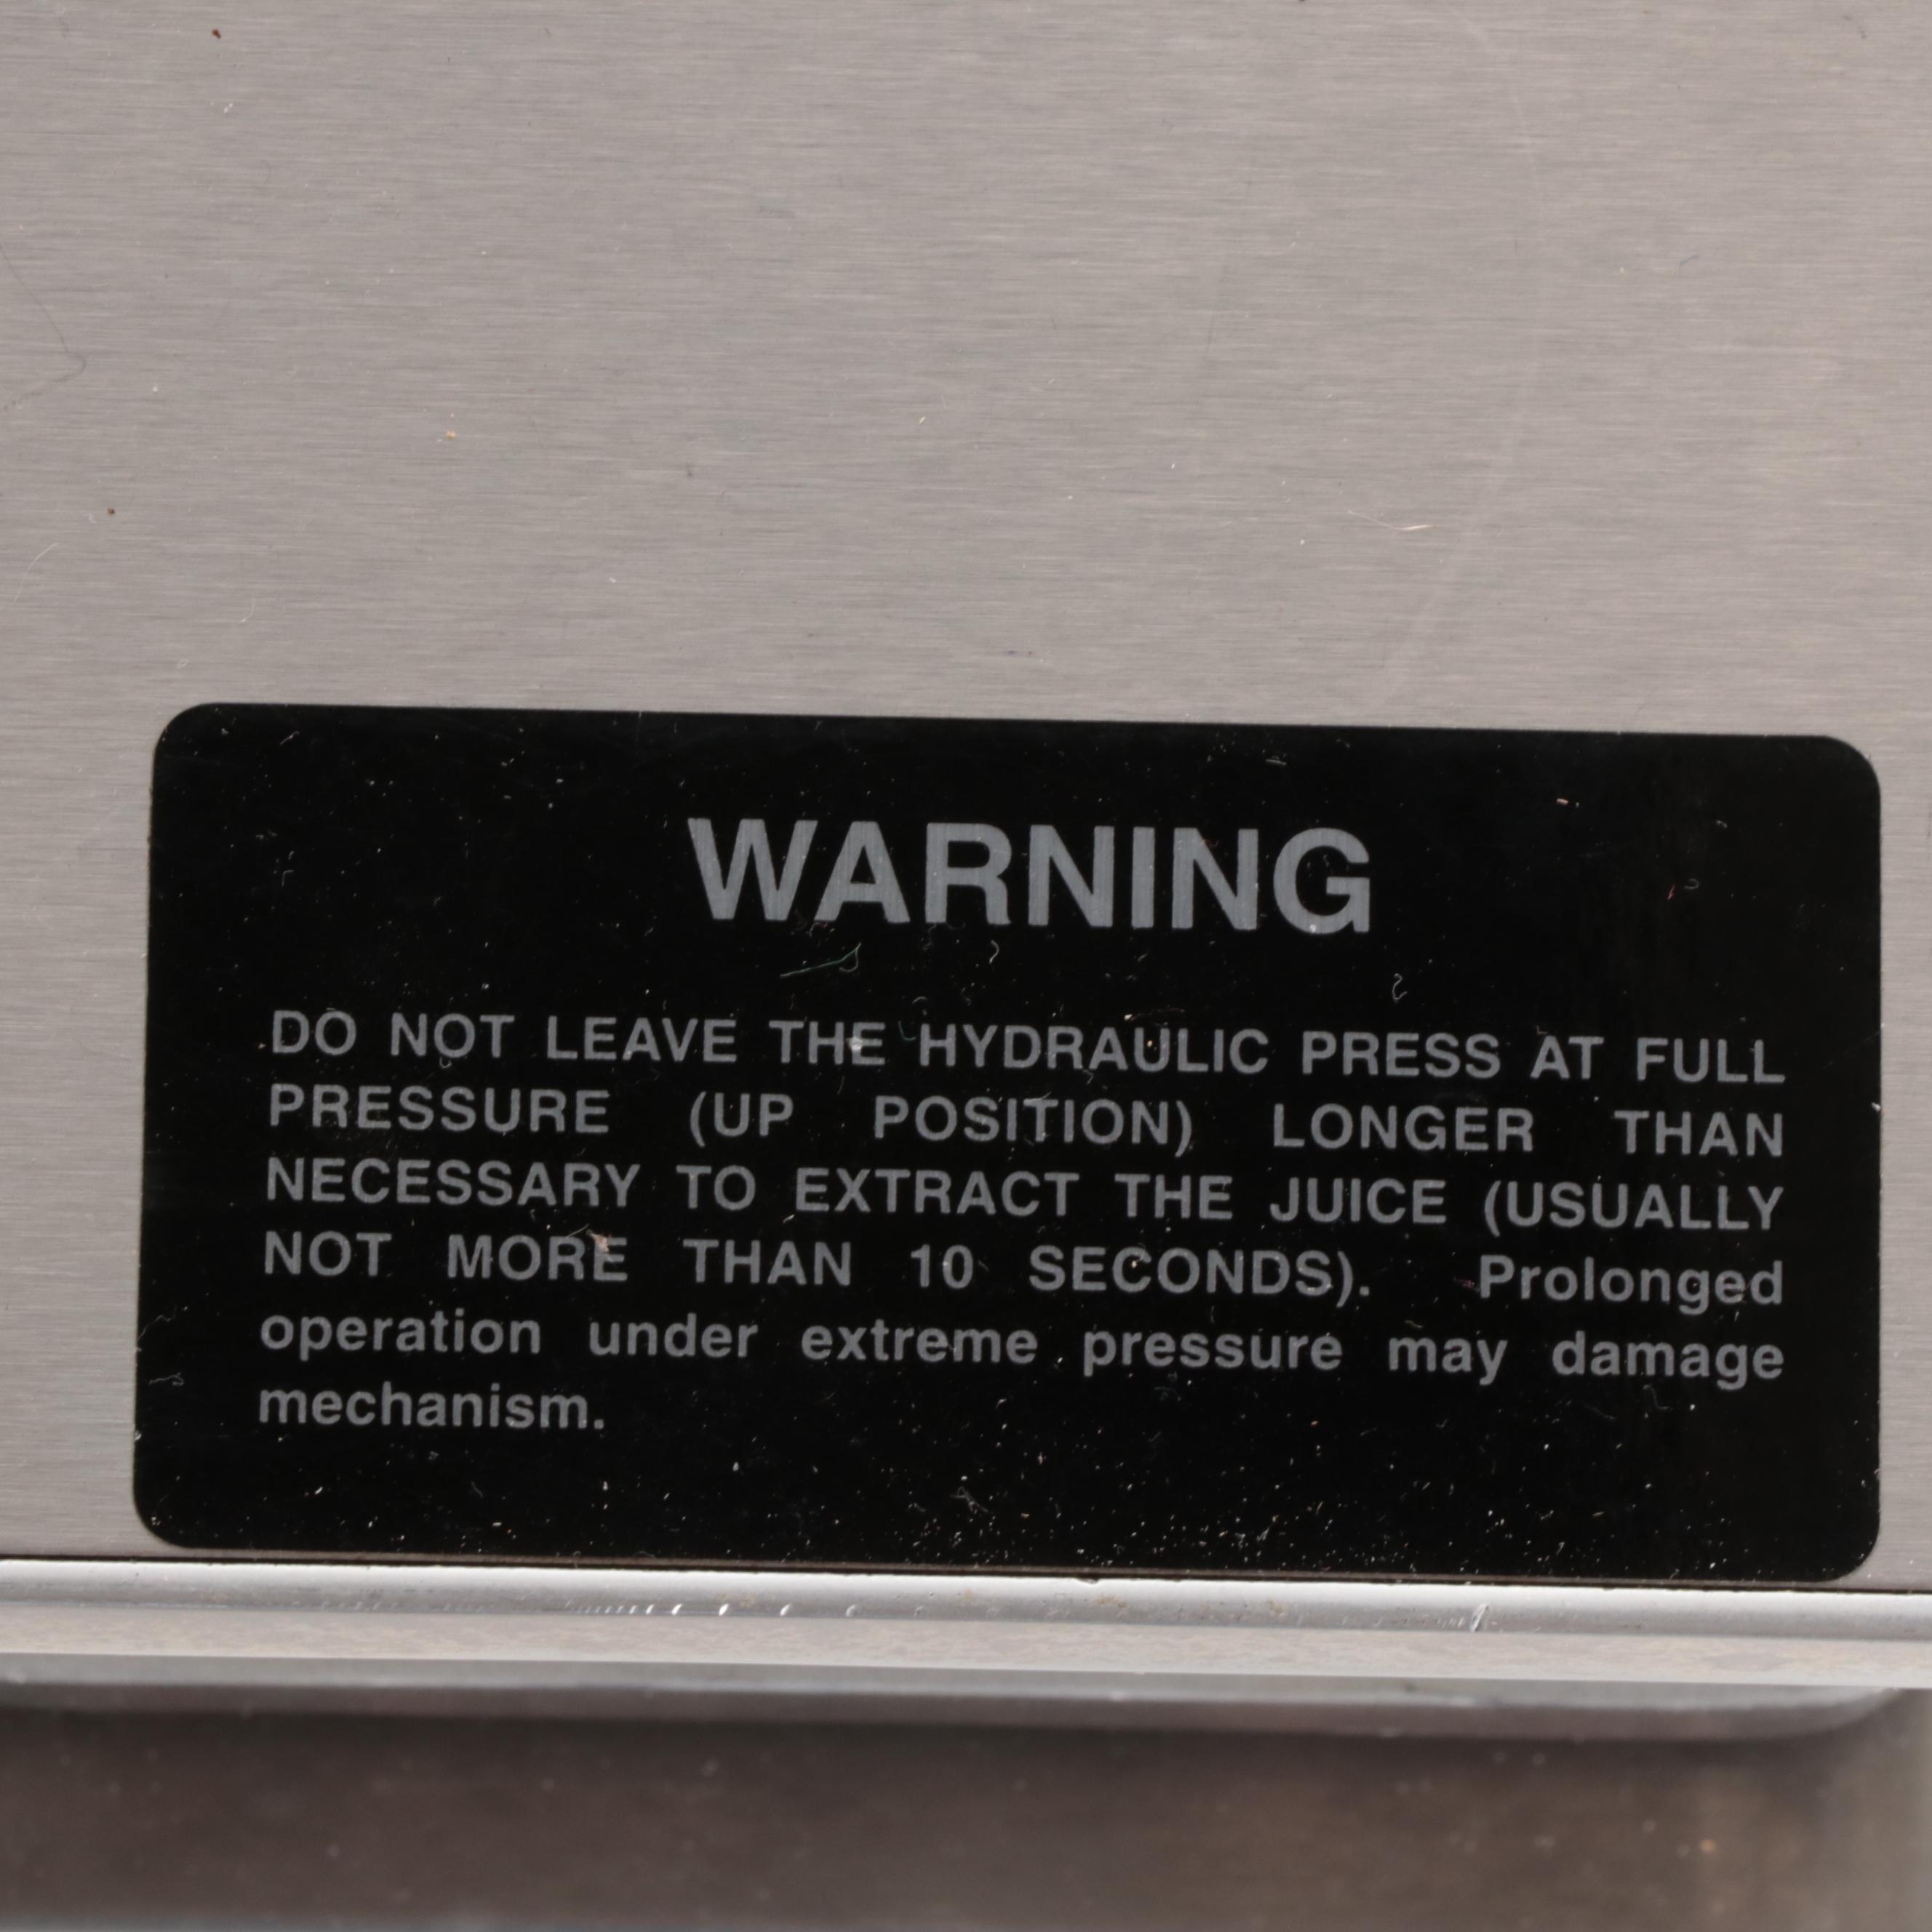 WARNING
DO NOT LEAVE THE HYDRAULIC PRESS AT FULL
PRESSURE (UP POSITION) LONGER THAN
NECESSARY TO EXTRACT THE JUICE (USUALLY
NOT MORE THAN 10 SECONDS). Prolonged
operation under extreme pressure may damage
mechanism.